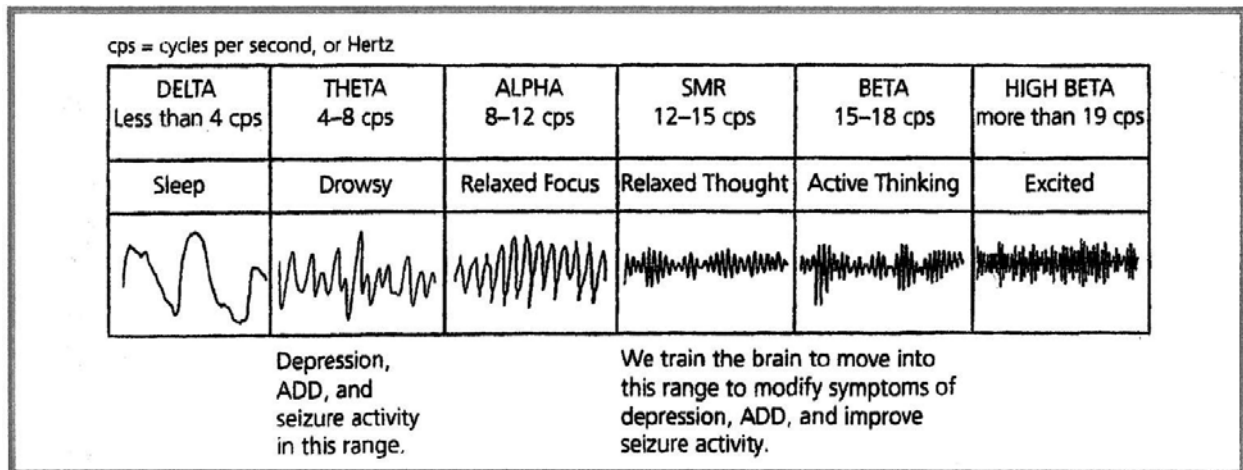 cps = cycles per second, or Hertz
DELTA
Less than 4 cps
THETA
4–8 cps
ALPHA
8–12 cps
SMR
12–15 cps
BETA
15–18 cps
HIGH BETA
more than 19 cps
Sleep
Drowsy
Relaxed Focus
Relaxed Thought
Active Thinking
Excited
Depression,
ADD, and
seizure activity
in this range.
We train the brain to move into
this range to modify symptoms of
depression, ADD, and improve
seizure activity.